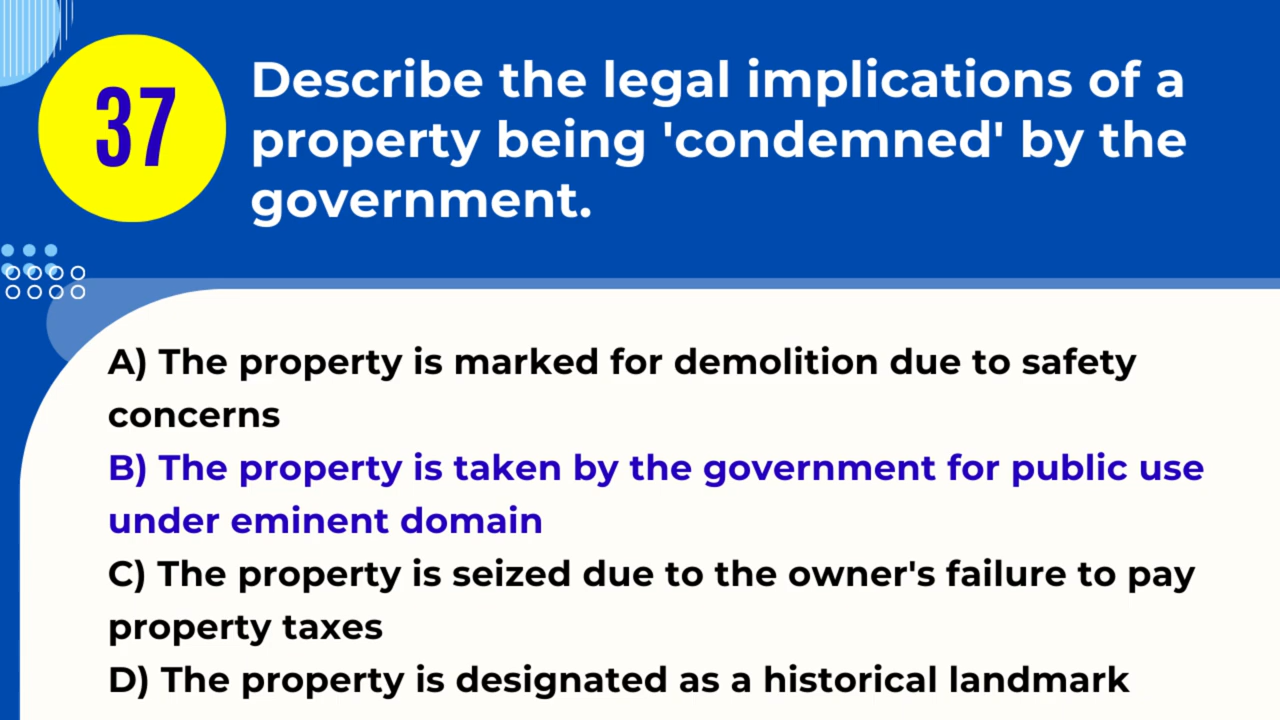 37
Describe the legal implications of a
property being 'condemned' by the
government.
A) The property is marked for demolition due to safety
concerns
B) The property is taken by the government for public use
under eminent domain
C) The property is seized due to the owner's failure to pay
property taxes
D) The property is designated as a historical landmark